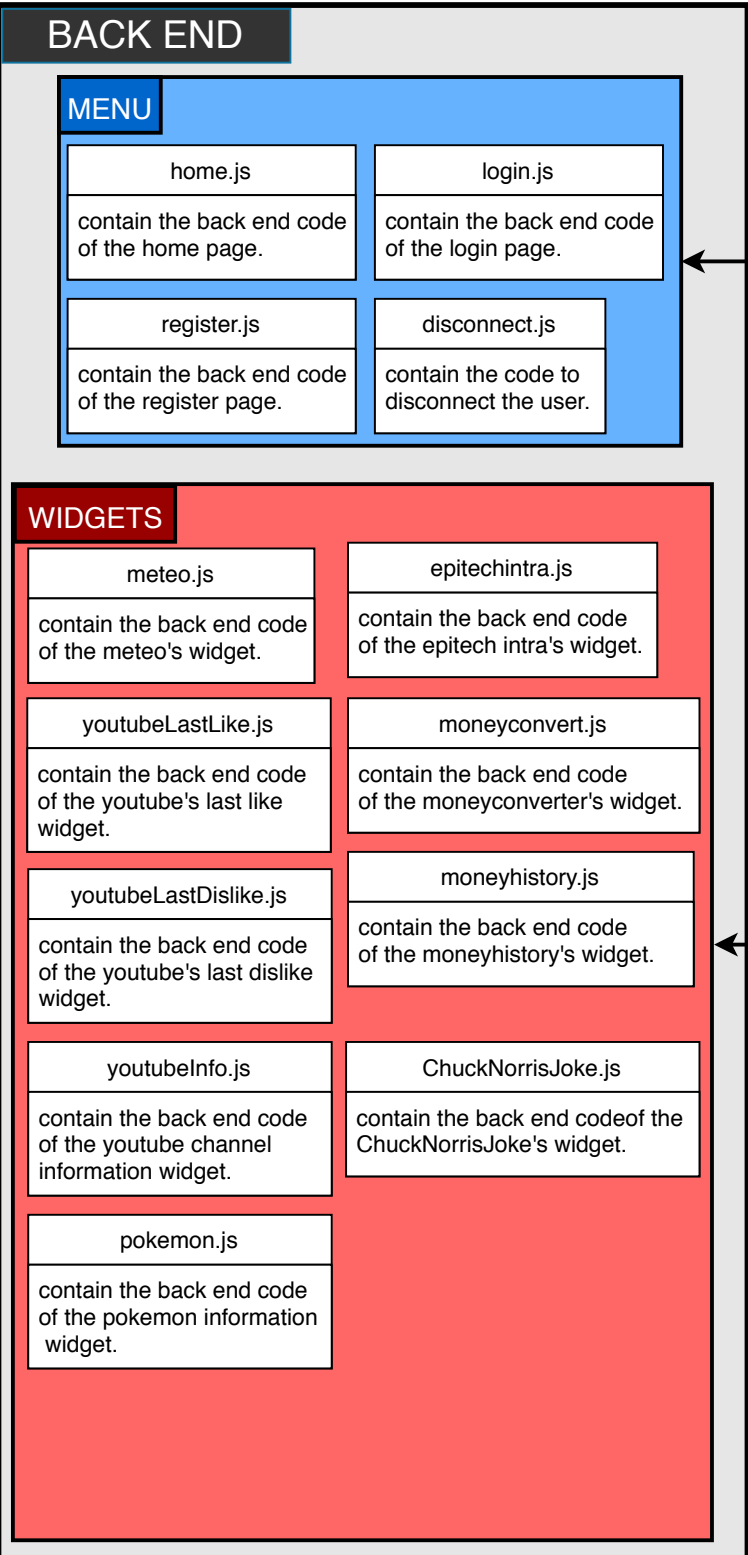 BACK END
MENU
home.js
contain the back end code
of the home page.
login.js
contain the back end code
of the login page.
register.js
contain the back end code
of the register page.
disconnect.js
contain the code to
disconnect the user.
WIDGETS
meteo.js
contain the back end code
of the meteo's widget.
epitechintra.js
contain the back end code
of the epitech intra's widget.
youtubeLastLike.js
contain the back end code
of the youtube's last like
widget.
moneyconvert.js
contain the back end code
of the moneyconverter's widget.
youtubeLastDislike.js
contain the back end code
of the youtube's last dislike
widget.
moneyhistory.js
contain the back end code
of the moneyhistory's widget.
youtubeInfo.js
contain the back end code
of the youtube channel
information widget.
ChuckNorrisJoke.js
contain the back end codeof the
ChuckNorrisJoke's widget.
pokemon.js
contain the back end code
of the pokemon information
widget.